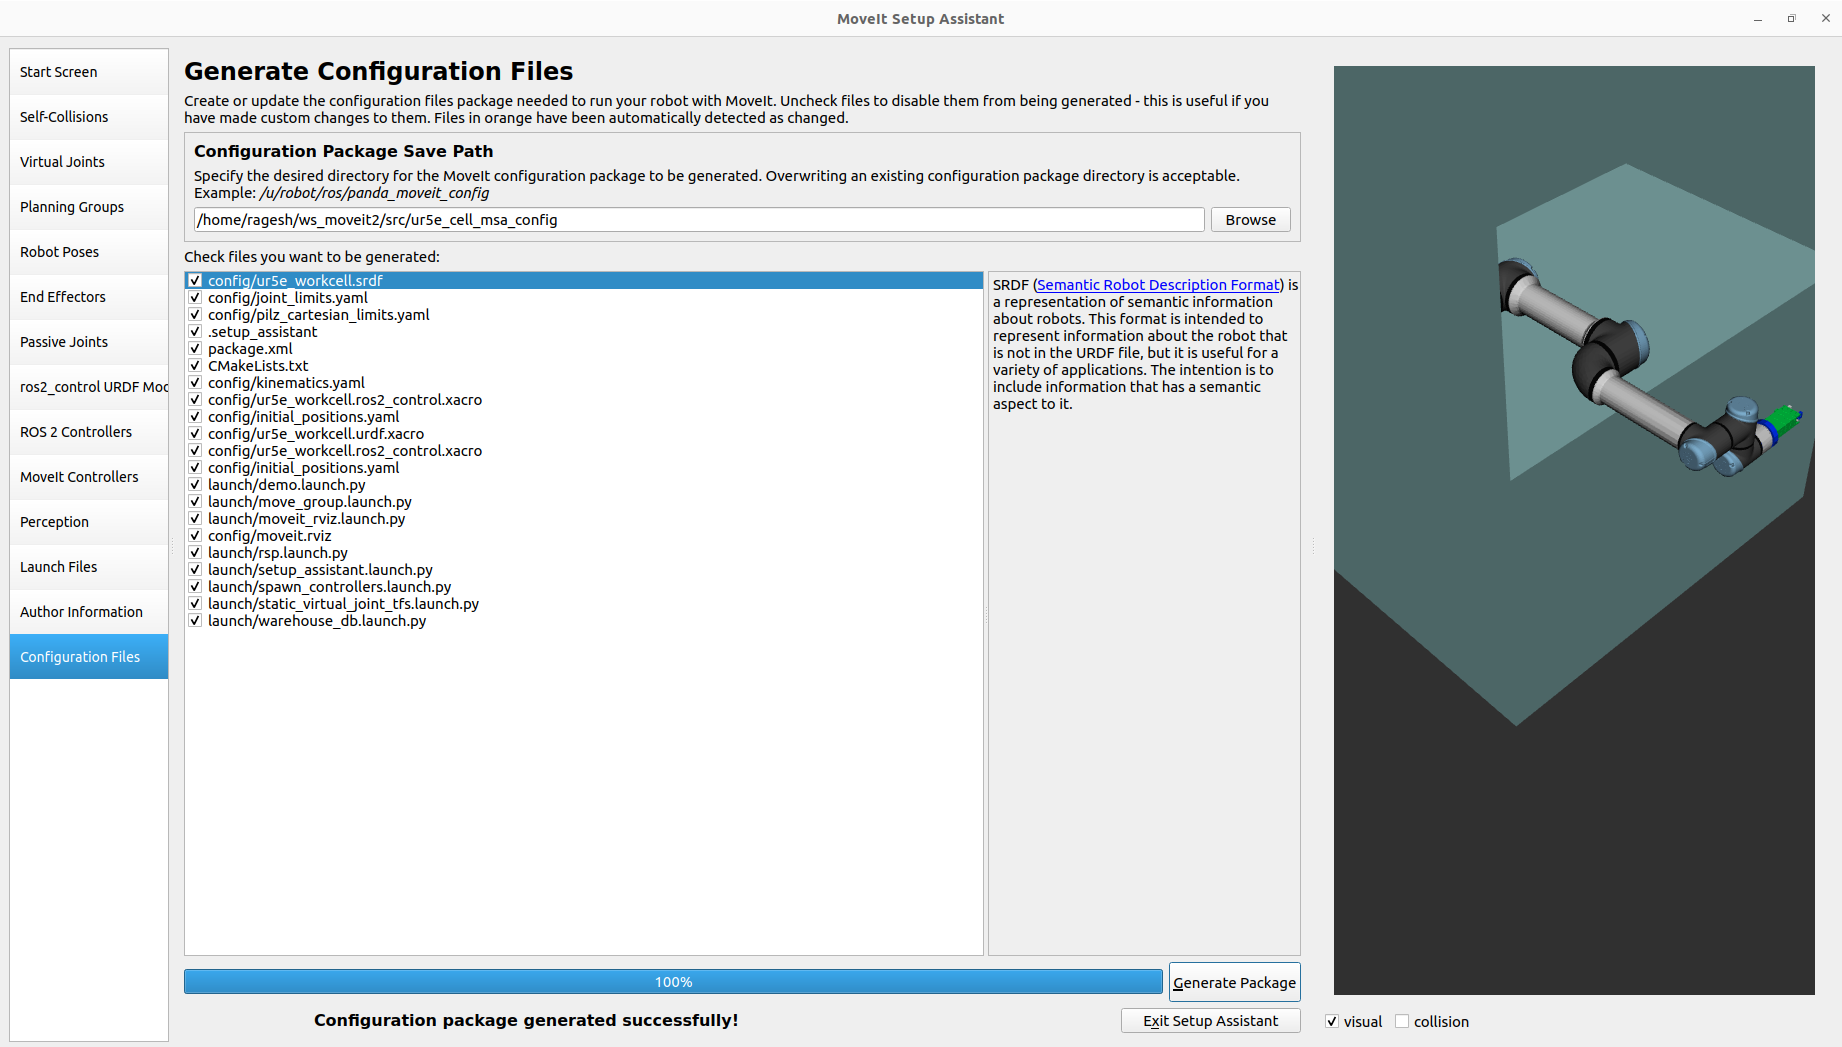 MoveIt Setup Assistant
Start Screen
Self-Collisions
Virtual Joints
Planning Groups
Robot Poses
End Effectors
Passive Joints
ros2_control URDF Mod
ROS 2 Controllers
MoveIt Controllers
Perception
Launch Files
Author Information
Configuration Files
Generate Configuration Files
Create or update the configuration files package needed to run your robot with MoveIt. Uncheck files to disable them from being generated - this is useful if you
have made custom changes to them. Files in orange have been automatically detected as changed.
Configuration Package Save Path
Specify the desired directory for the MoveIt configuration package to be generated. Overwriting an existing configuration package directory is acceptable.
Example: /u/robot/ros/panda_moveit_config
/home/ragesh/ws_moveit2/src/ur5e_cell_msa_config
Browse
Check files you want to be generated:
config/ur5e_workcell.srdf
config/joint_limits.yaml
config/pilz_cartesian_limits.yaml
.setup_assistant
package.xml
CMakeLists.txt
config/kinematics.yaml
config/ur5e_workcell.ros2_control.xacro
config/initial_positions.yaml
config/ur5e_workcell.urdf.xacro
config/ur5e_workcell.ros2_control.xacro
config/initial_positions.yaml
launch/demo.launch.py
launch/move_group.launch.py
launch/moveit_rviz.launch.py
config/moveit.rviz
launch/rsp.launch.py
launch/setup_assistant.launch.py
launch/spawn_controllers.launch.py
launch/static_virtual_joint_tfs.launch.py
launch/warehouse_db.launch.py
SRDF (Semantic Robot Description Format) is
a representation of semantic information
about robots. This format is intended to
represent information about the robot that
is not in the URDF file, but it is useful for a
variety of applications. The intention is to
include information that has a semantic
aspect to it.
100%
Generate Package
Configuration package generated successfully!
Exit Setup Assistant
visual
collision